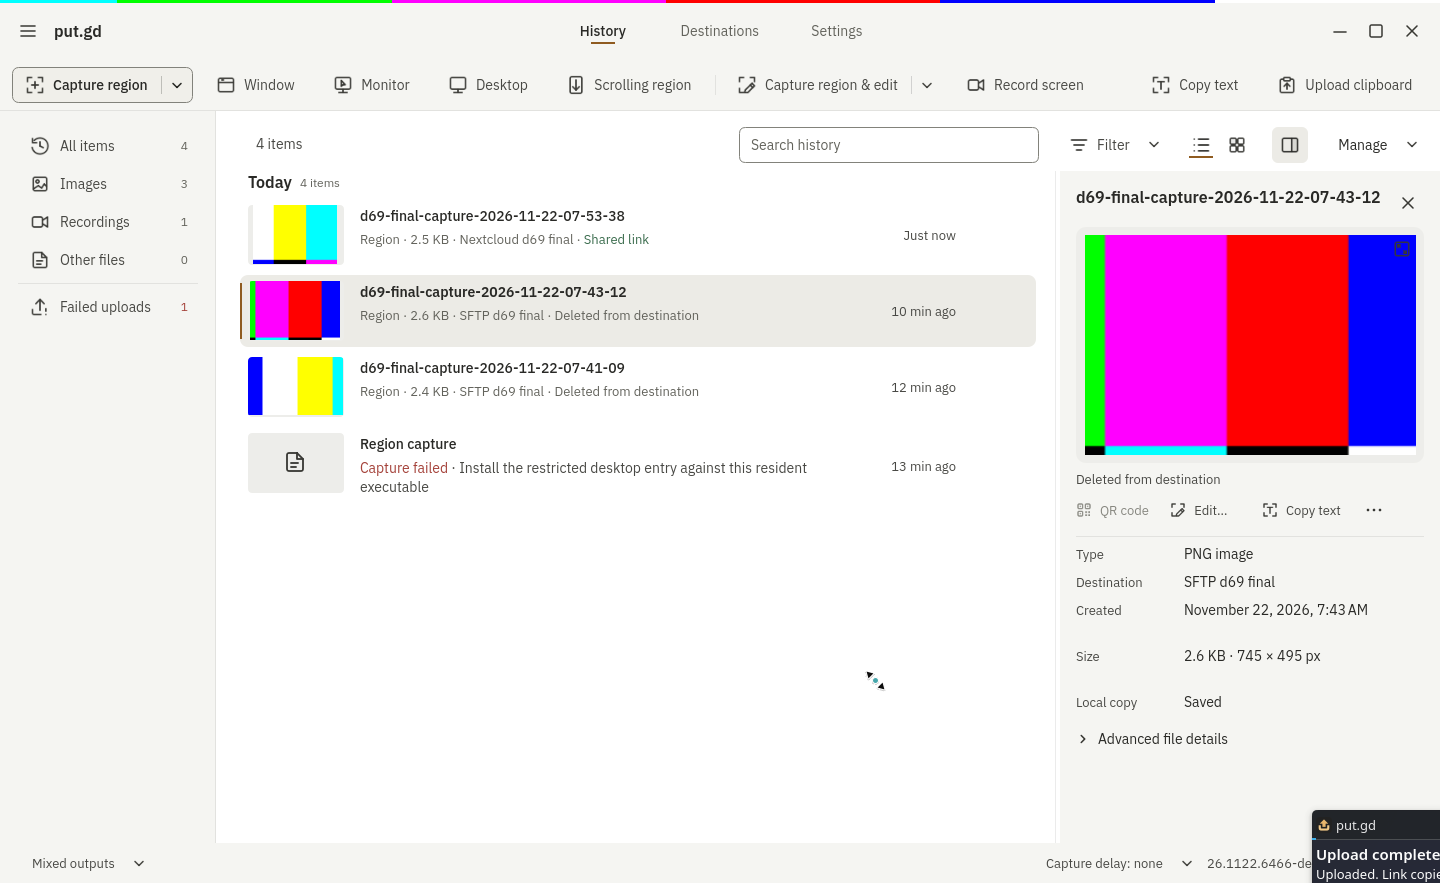 put.gd
History
Destinations
Settings
Capture region
Window
Monitor
Desktop
Scrolling region
Capture region & edit
Record screen
Copy text
Upload clipboard
All items 4
Images 3
Recordings 1
Other files 0
Failed uploads 1
4 items
Search history
Filter
Manage
Today 4 items
d69-final-capture-2026-11-22-07-53-38
Region · 2.5 KB · Nextcloud d69 final · Shared link
Just now
d69-final-capture-2026-11-22-07-43-12
Region · 2.6 KB · SFTP d69 final · Deleted from destination
10 min ago
d69-final-capture-2026-11-22-07-41-09
Region · 2.4 KB · SFTP d69 final · Deleted from destination
12 min ago
Region capture
Capture failed · Install the restricted desktop entry against this resident
executable
13 min ago
d69-final-capture-2026-11-22-07-43-12
Deleted from destination
QR code
Edit...
Copy text
Type PNG image
Destination SFTP d69 final
Created November 22, 2026, 7:43 AM
Size 2.6 KB · 745 × 495 px
Local copy Saved
Advanced file details
Mixed outputs
Capture delay: none
26.1122.6466-de
put.gd
Upload complete
Uploaded. Link copie